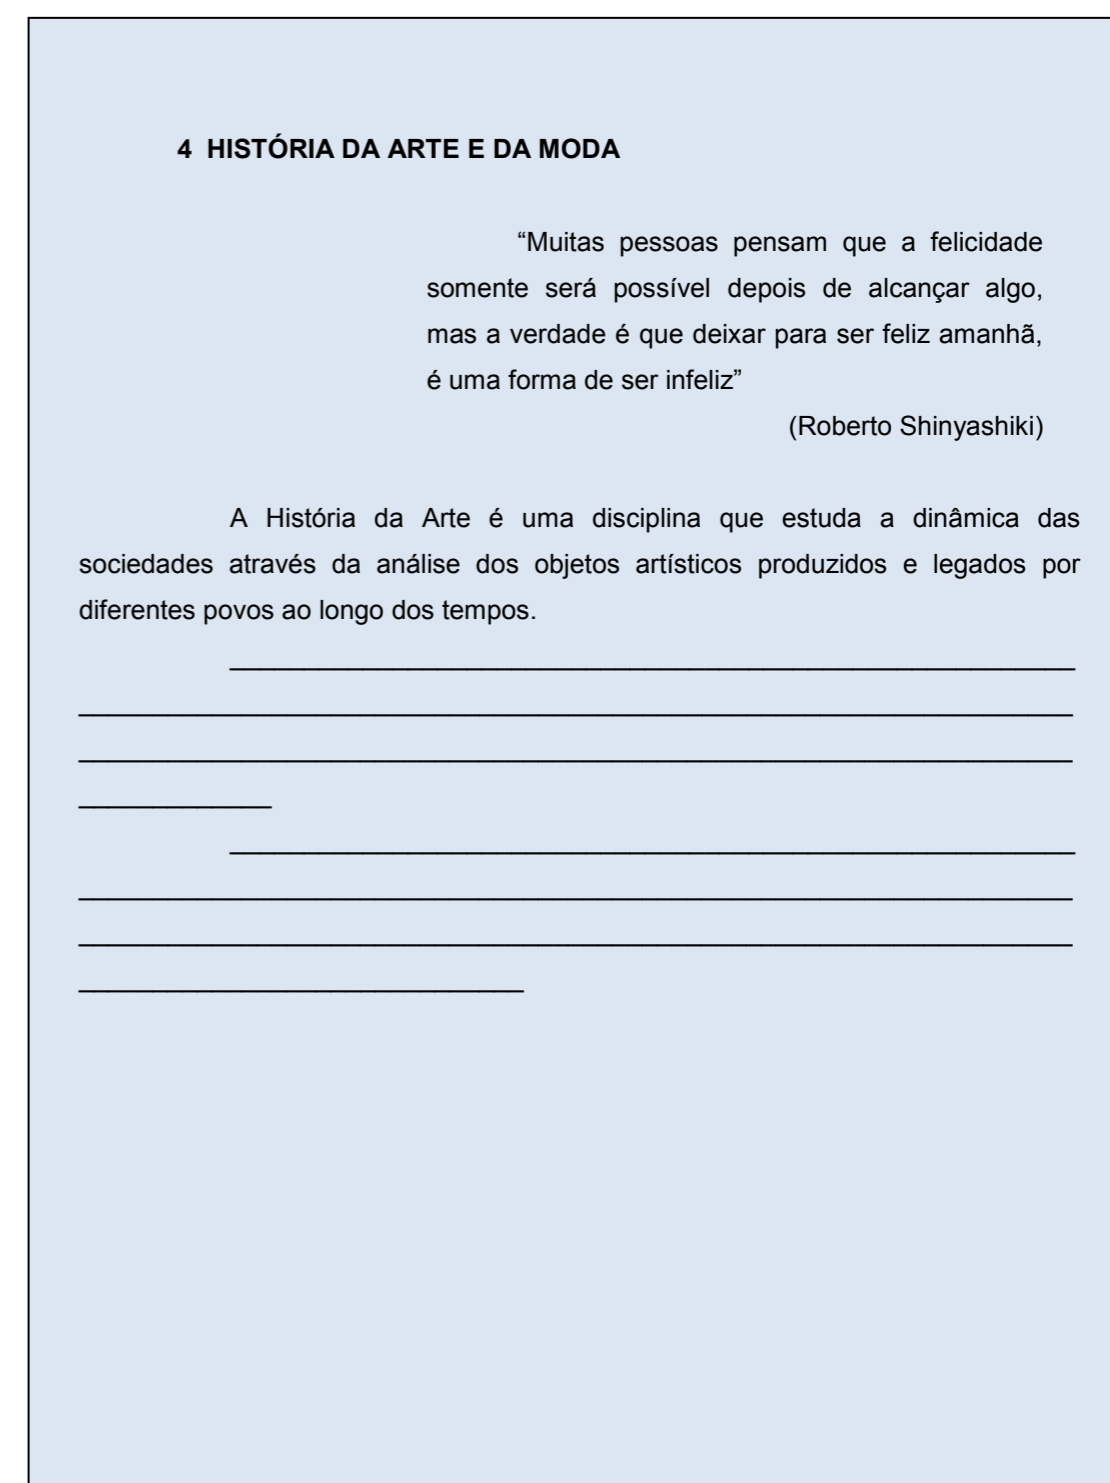 4 HISTÓRIA DA ARTE E DA MODA
“Muitas pessoas pensam que a felicidade
somente será possível depois de alcançar algo,
mas a verdade é que deixar para ser feliz amanhã,
é uma forma de ser infeliz”
(Roberto Shinyashiki)
A História da Arte é uma disciplina que estuda a dinâmica das
sociedades através da análise dos objetos artísticos produzidos e legados por
diferentes povos ao longo dos tempos.